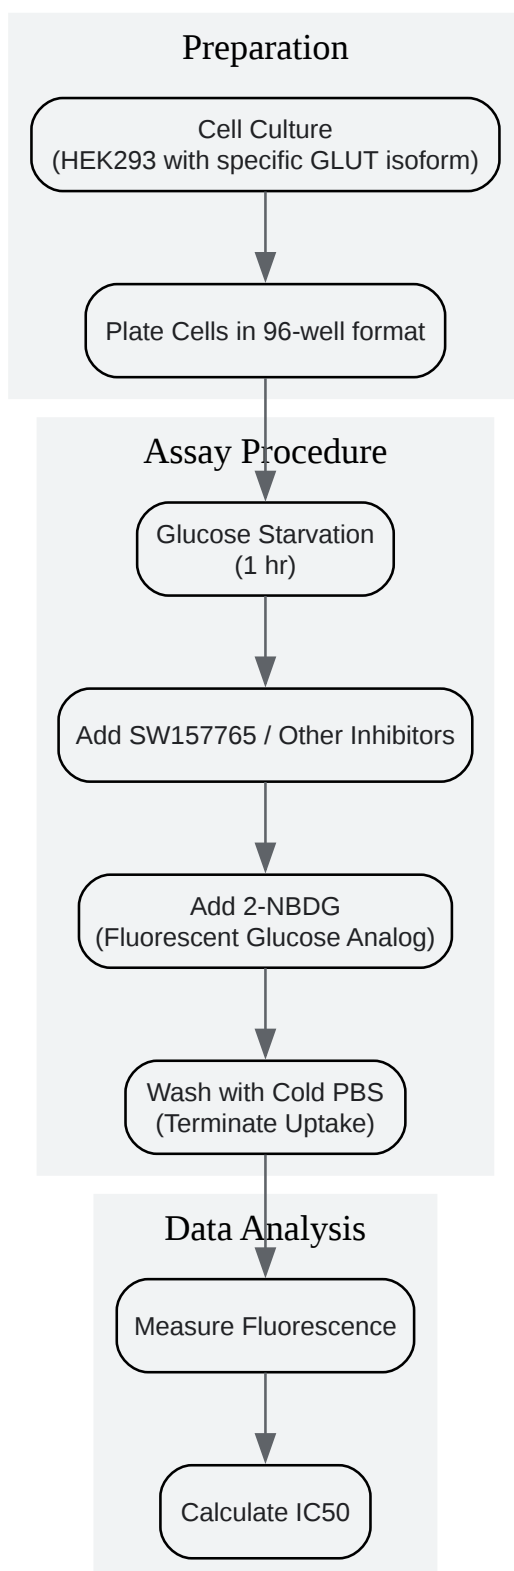 Preparation
Cell Culture
(HEK293 with specific GLUT isoform)
Plate Cells in 96-well format
Assay Procedure
Glucose Starvation
(1 hr)
Add SW157765 / Other Inhibitors
Add 2-NBDG
(Fluorescent Glucose Analog)
Wash with Cold PBS
(Terminate Uptake)
Data Analysis
Measure Fluorescence
Calculate IC50